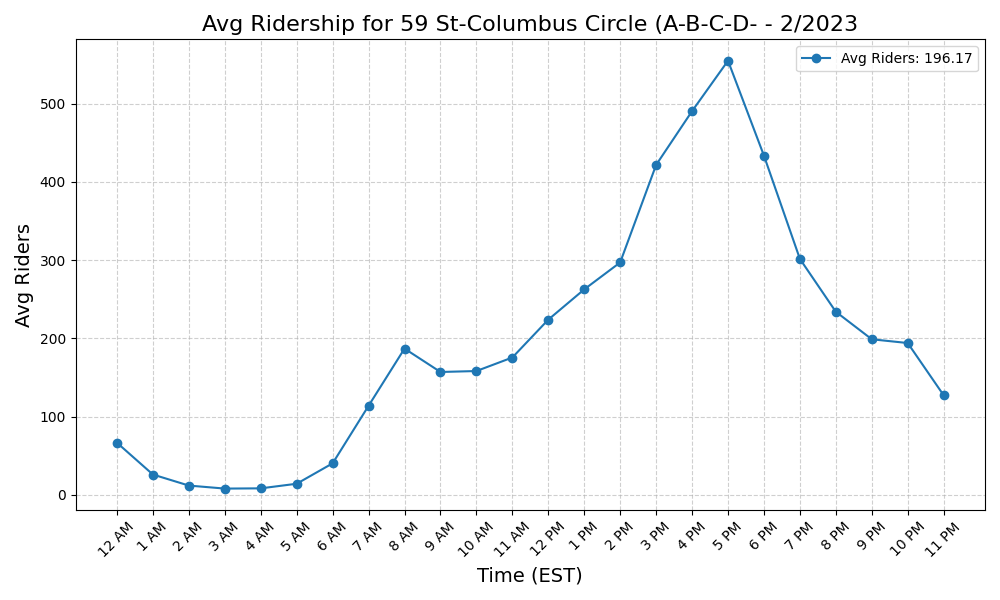 Avg Ridership for 59 St-Columbus Circle (A-B-C-D- - 2/2023
Avg Riders: 196.17
Avg Riders
500
400
300
200
100
0
12 AM
1 AM
2 AM
3 AM
4 AM
5 AM
6 AM
7 AM
8 AM
9 AM
10 AM
11 AM
12 PM
1 PM
2 PM
3 PM
4 PM
5 PM
6 PM
7 PM
8 PM
9 PM
10 PM
11 PM
Time (EST)